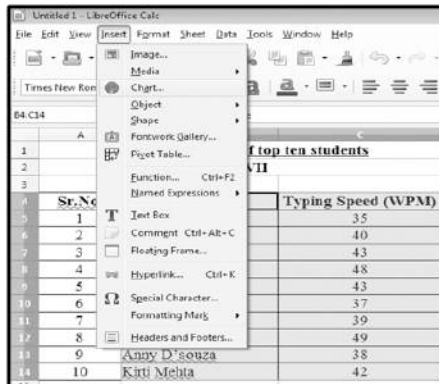 Untitled 1 - LibreOffice Calc
File Edit View Insert Format Sheet Data Tools Window Help
Image...
Media
Times New Rom
Chart...
Object
B4:C14
Shape
A C
Fontwork Gallery...
1 f top ten students
Pivot Table...
2 VII
Function... Ctrl+F2
3
Named Expressions
4 Sr.No Typing Speed (WPM)
Text Box
5 1 35
Comment Ctrl+Alt+C
6 2 40
Floating Frame...
7 3 43
8 4 48
Hyperlink... Ctrl+K
9 5 43
Special Character...
10 6 37
Formatting Mark
11 7 39
Headers and Footers...
12 8 49
13 9 Anny D'souza 38
14 10 Kirti Mehta 42